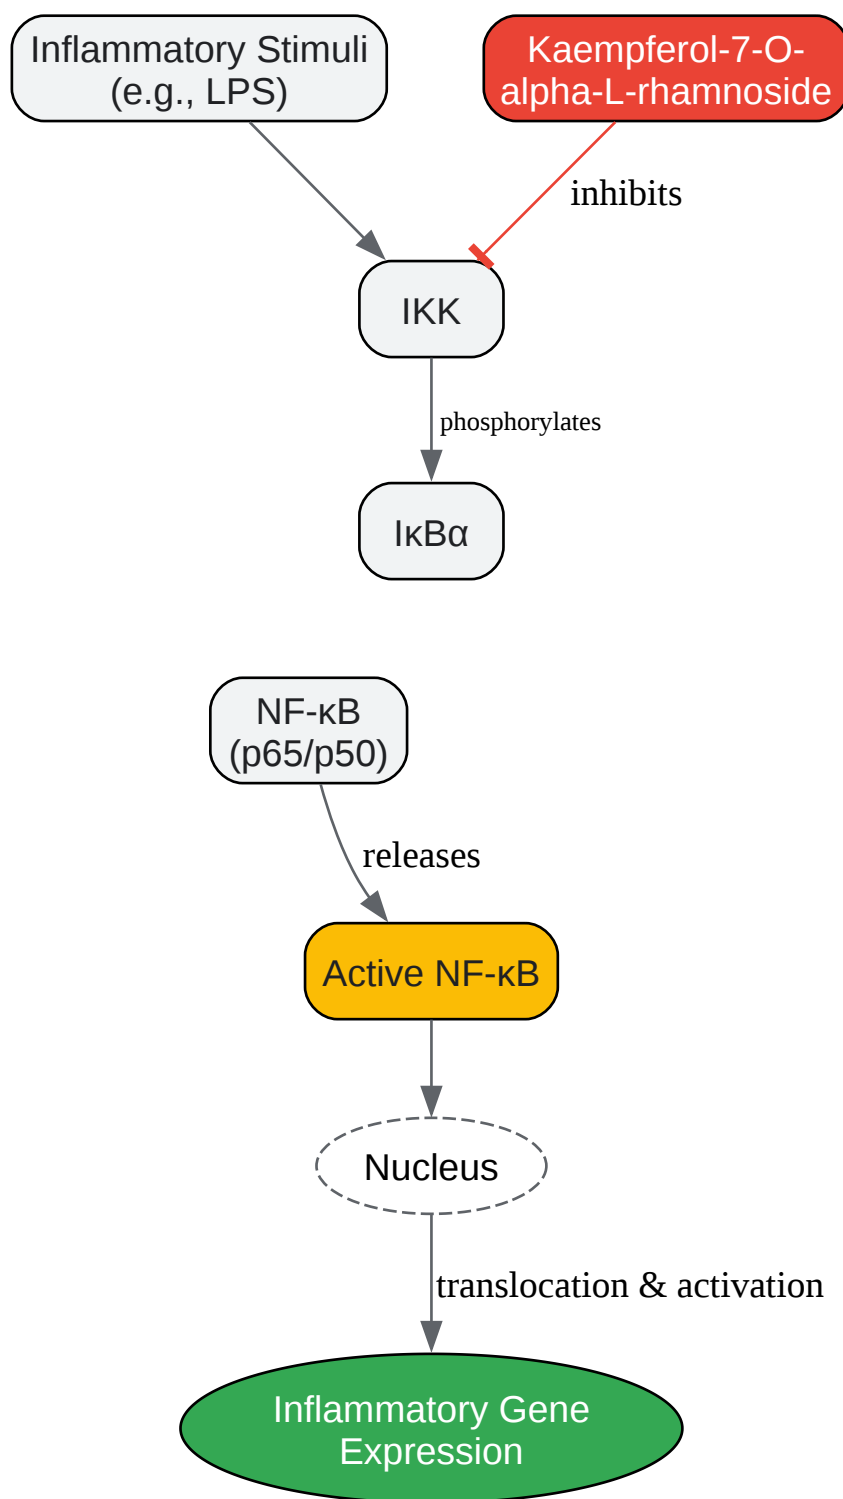 Inflammatory Stimuli
(e.g., LPS)
Kaempferol-7-O-
alpha-L-rhamnoside
inhibits
IKK
phosphorylates
IκBα
NF-κB
(p65/p50)
releases
Active NF-κB
Nucleus
translocation & activation
Inflammatory Gene
Expression